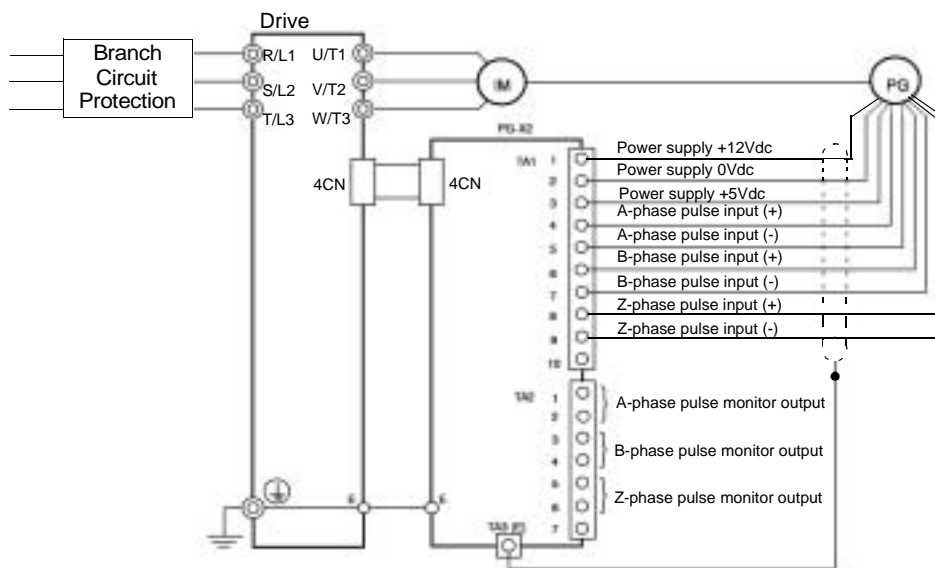 Drive
Branch
Circuit
Protection
R/L1 U/T1
S/L2 V/T2
T/L3 W/T3
IM
PG
PG-X2
4CN
4CN
TA1
1 Power supply +12Vdc
2 Power supply 0Vdc
3 Power supply +5Vdc
4 A-phase pulse input (+)
5 A-phase pulse input (-)
6 B-phase pulse input (+)
7 B-phase pulse input (-)
8 Z-phase pulse input (+)
9 Z-phase pulse input (-)
10
TA2
1
2
A-phase pulse monitor output
3
4
B-phase pulse monitor output
5
6
Z-phase pulse monitor output
7
E
E
TA3 (E)